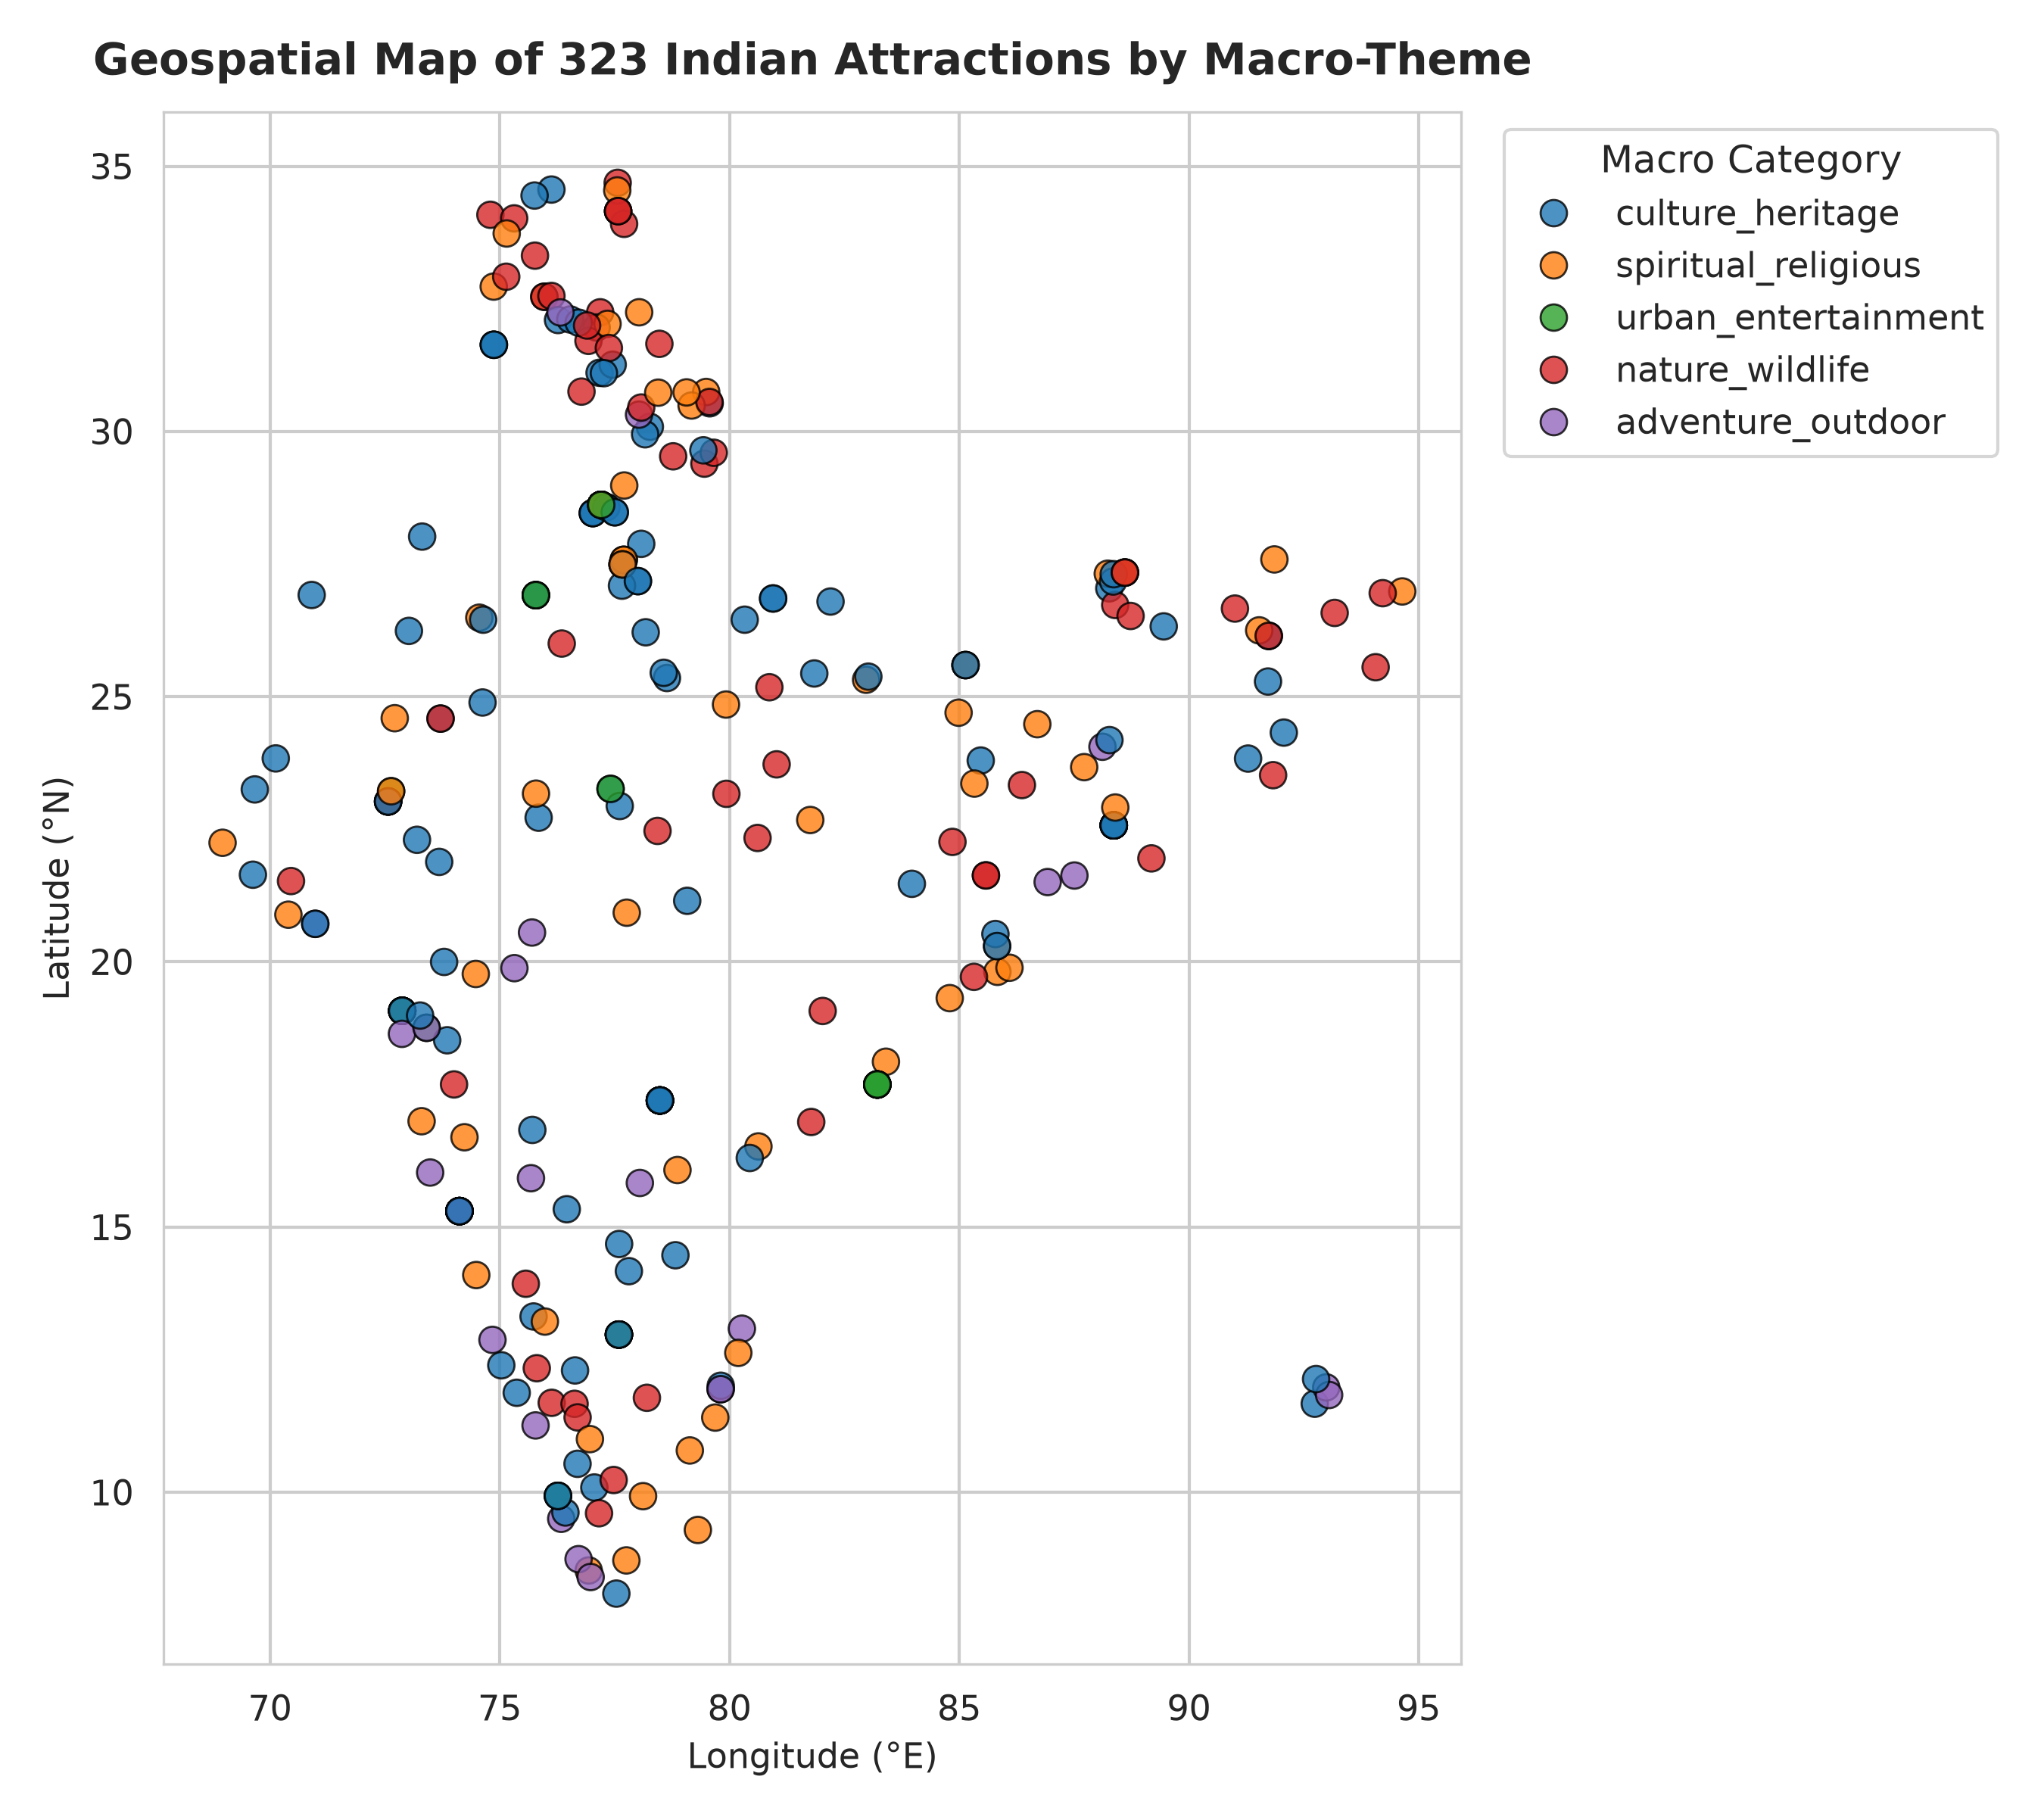 Geospatial Map of 323 Indian Attractions by Macro-Theme
Macro Category
culture_heritage
spiritual_religious
urban_entertainment
nature_wildlife
adventure_outdoor
Latitude (°N)
35
30
25
20
15
10
70 75 80 85 90 95
Longitude (°E)